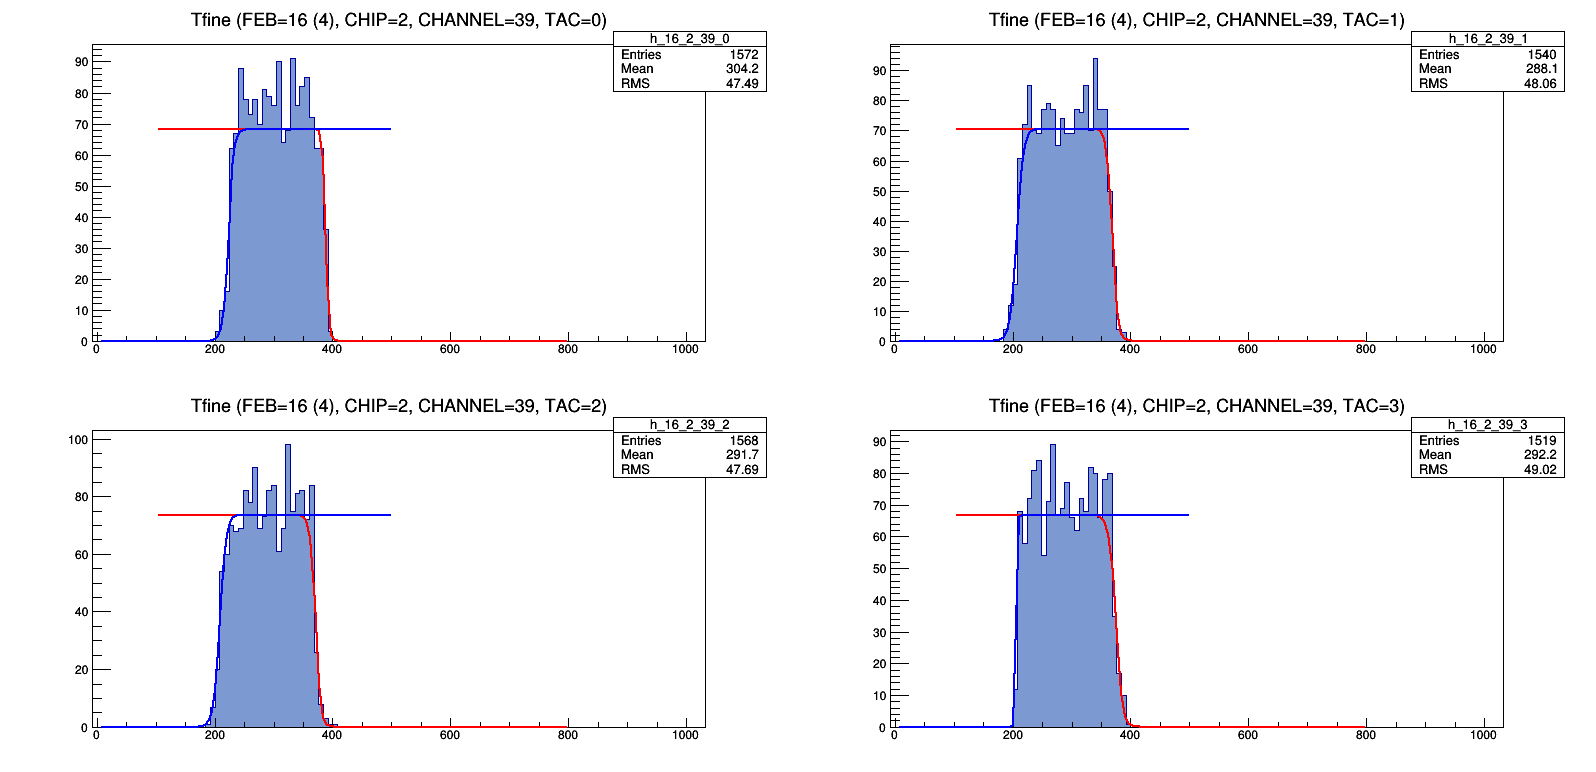 Tfine (FEB=16 (4), CHIP=2, CHANNEL=39, TAC=0)
h_16_2_39_0
Entries 1572
Mean 304.2
RMS 47.49
90
80
70
60
50
40
30
20
10
0
0 200 400 600 800 1000
Tfine (FEB=16 (4), CHIP=2, CHANNEL=39, TAC=1)
h_16_2_39_1
Entries 1540
Mean 288.1
RMS 48.06
90
80
70
60
50
40
30
20
10
0
0 200 400 600 800 1000
Tfine (FEB=16 (4), CHIP=2, CHANNEL=39, TAC=2)
h_16_2_39_2
Entries 1568
Mean 291.7
RMS 47.69
100
80
60
40
20
0
0 200 400 600 800 1000
Tfine (FEB=16 (4), CHIP=2, CHANNEL=39, TAC=3)
h_16_2_39_3
Entries 1519
Mean 292.2
RMS 49.02
90
80
70
60
50
40
30
20
10
0
0 200 400 600 800 1000